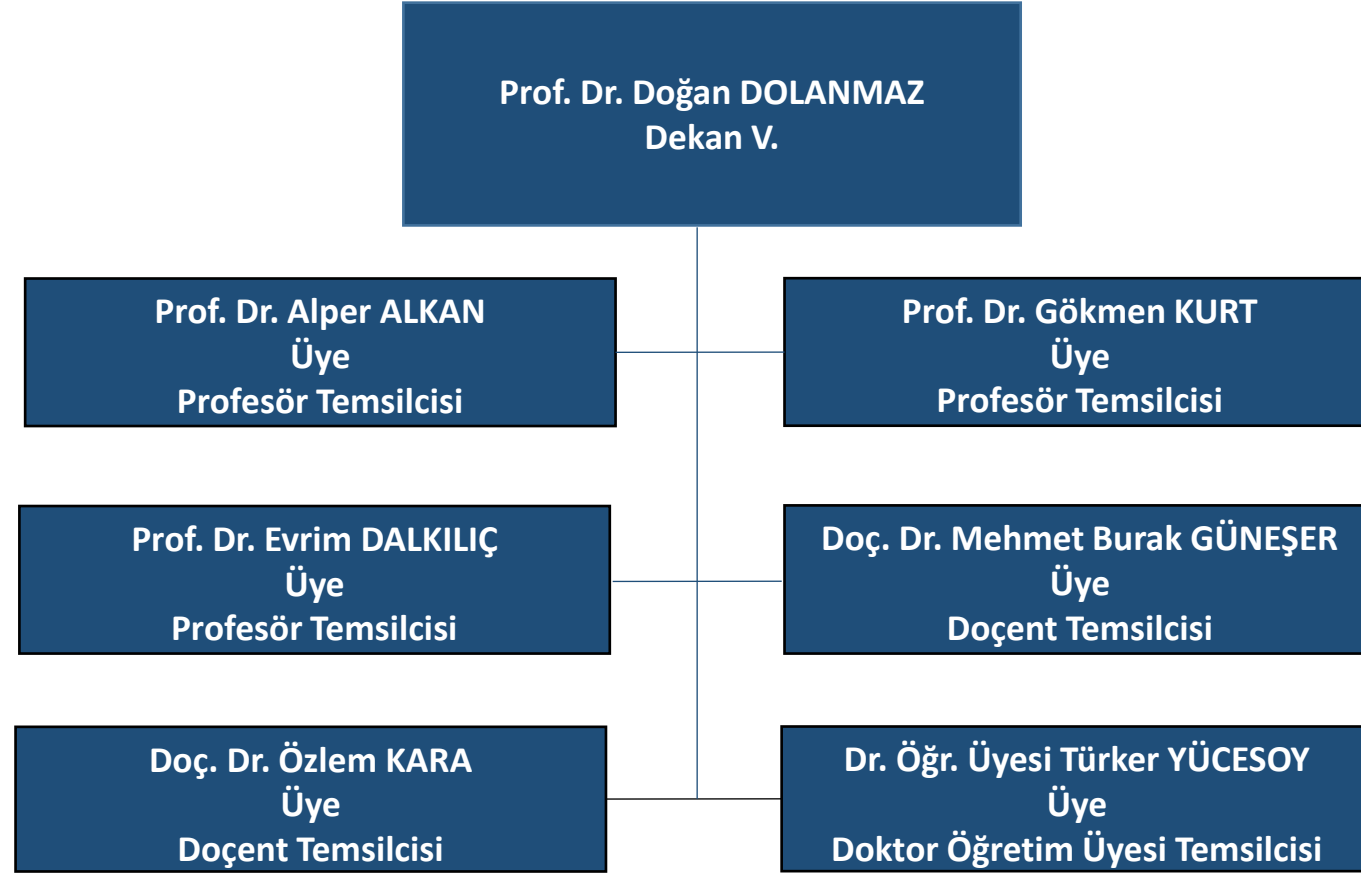 Prof. Dr. Doğan DOLANMAZ
Dekan V.
Prof. Dr. Alper ALKAN
Üye
Profesör Temsilcisi
Prof. Dr. Gökmen KURT
Üye
Profesör Temsilcisi
Prof. Dr. Evrim DALKILIÇ
Üye
Profesör Temsilcisi
Doç. Dr. Mehmet Burak GÜNEŞER
Üye
Doçent Temsilcisi
Doç. Dr. Özlem KARA
Üye
Doçent Temsilcisi
Dr. Öğr. Üyesi Türker YÜCESOY
Üye
Doktor Öğretim Üyesi Temsilcisi